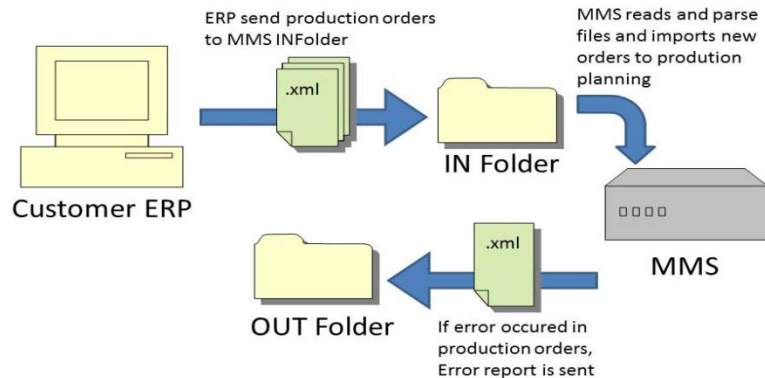 ERP send production orders
to MMS INFolder
MMS reads and parse
files and imports new
orders to prodution
planning
.xml
IN Folder
Customer ERP
MMS
.xml
OUT Folder
If error occured in
production orders,
Error report is sent